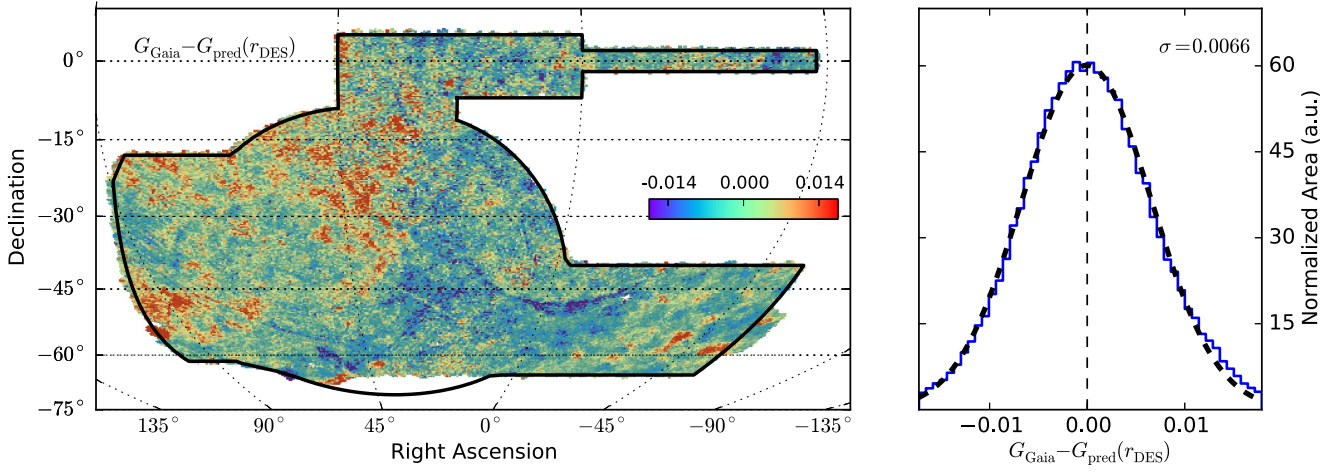 G_Gaia−G_pred(r_DES)
0°
−15°
−30°
−45°
−60°
−75°
Declination
-0.014 0.000 0.014
135° 90° 45° 0° −45° −90° −135°
Right Ascension
σ=0.0066
60
45
30
15
Normalized Area (a.u.)
−0.01 0.00 0.01
G_Gaia−G_pred(r_DES)